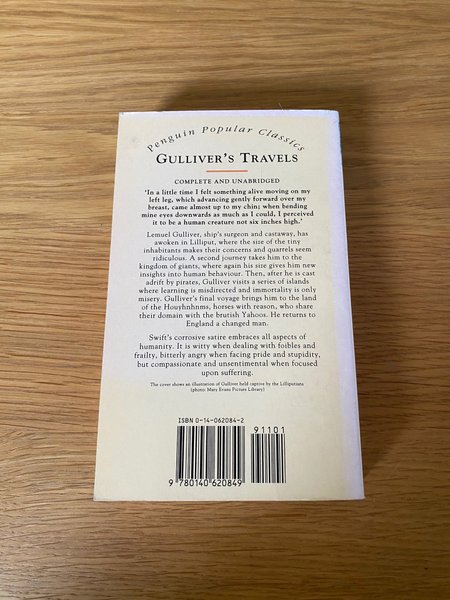 Penguin Popular Classics
GULLIVER'S TRAVELS
COMPLETE AND UNABRIDGED
'In a little time I felt something alive moving on my
left leg, which advancing gently forward over my
breast, came almost up to my chin; when bending
mine eyes downwards as much as I could, I perceived
it to be a human creature not six inches high.'
Lemuel Gulliver, ship's surgeon and castaway, has
awoken in Lilliput, where the size of the tiny
inhabitants makes their concerns and quarrels seem
ridiculous. A second journey takes him to the
kingdom of giants, where again his size gives him new
insights into human behaviour. Then, after he is cast
adrift by pirates, Gulliver visits a series of islands
where learning is misdirected and immortality is only
misery. Gulliver's final voyage brings him to the land
of the Houyhnhnms, horses with reason, who share
their domain with the brutish Yahoos. He returns to
England a changed man.
Swift's corrosive satire embraces all aspects of
humanity. It is witty when dealing with foibles and
frailty, bitterly angry when facing pride and stupidity,
but compassionate and unsentimental when focused
upon suffering.
The cover shows an illustration of Gulliver held captive by the Lilliputians
(photo: Mary Evans Picture Library)
ISBN 0-14-062084-2
91101
9 780140 620849